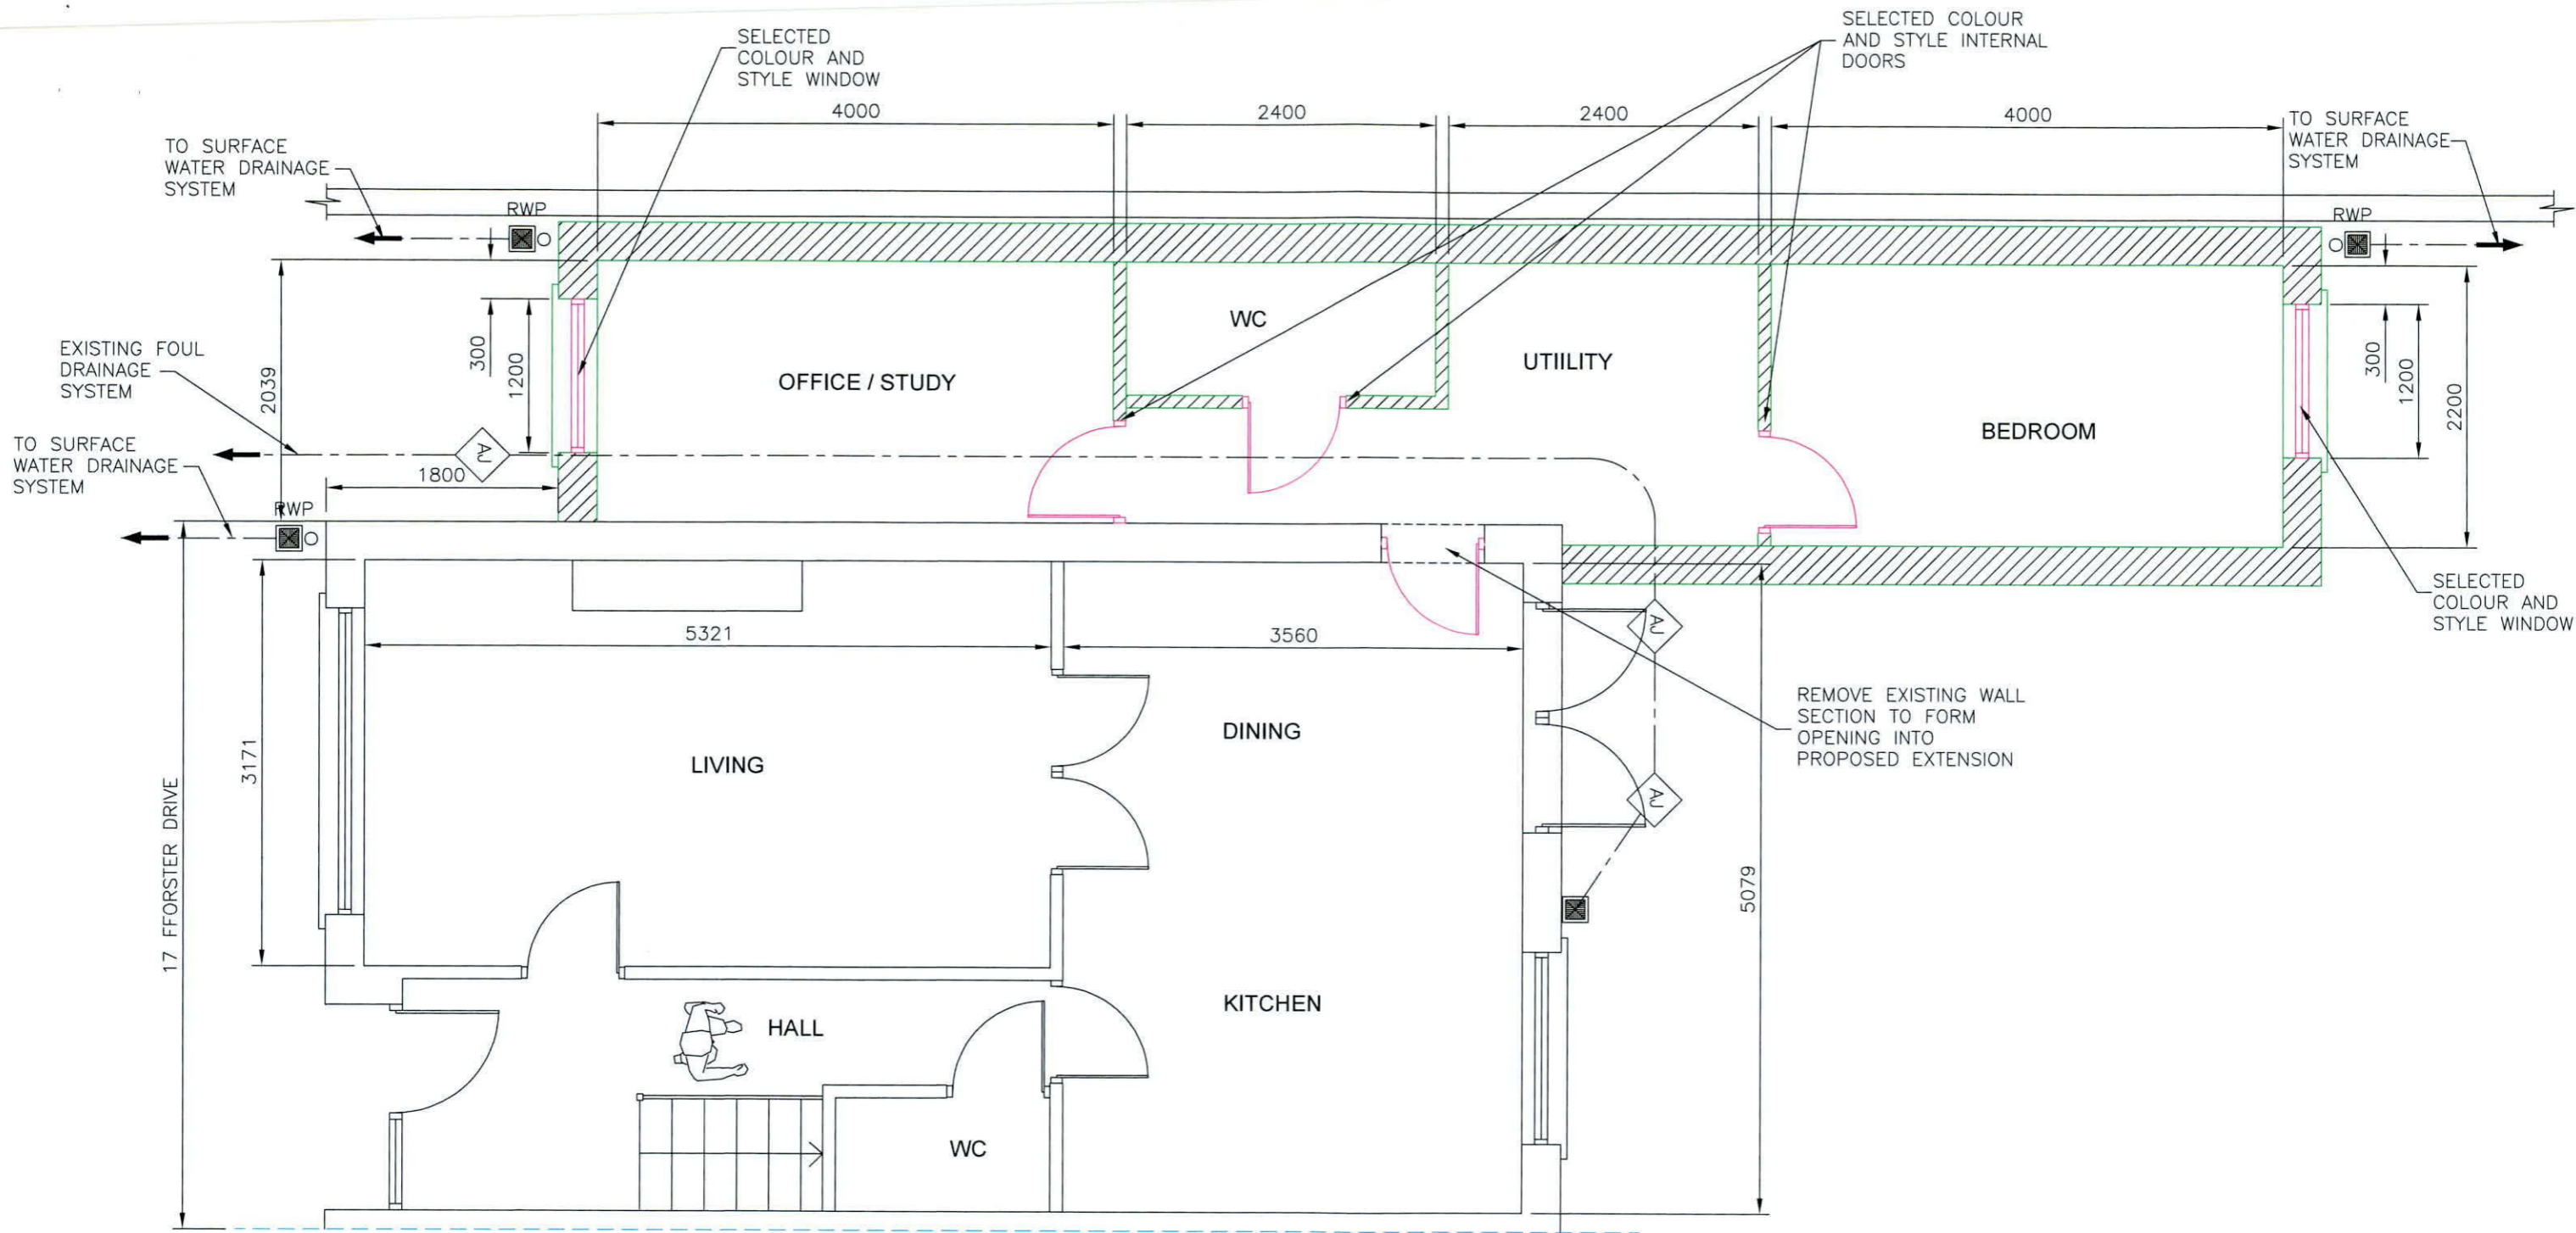 SELECTED
COLOUR AND
STYLE WINDOW
SELECTED COLOUR
AND STYLE INTERNAL
DOORS
4000
2400
2400
4000
TO SURFACE
WATER DRAINAGE
SYSTEM
TO SURFACE
WATER DRAINAGE
SYSTEM
RWP
RWP
2039
300
1200
EXISTING FOUL
DRAINAGE
SYSTEM
OFFICE / STUDY
WC
UTIILITY
BEDROOM
300
1200
2200
TO SURFACE
WATER DRAINAGE
SYSTEM
AJ
1800
RWP
SELECTED
COLOUR AND
STYLE WINDOW
5321
3560
AJ
REMOVE EXISTING WALL
SECTION TO FORM
OPENING INTO
PROPOSED EXTENSION
17 FFORSTER DRIVE
3171
LIVING
DINING
AJ
5079
HALL
KITCHEN
WC